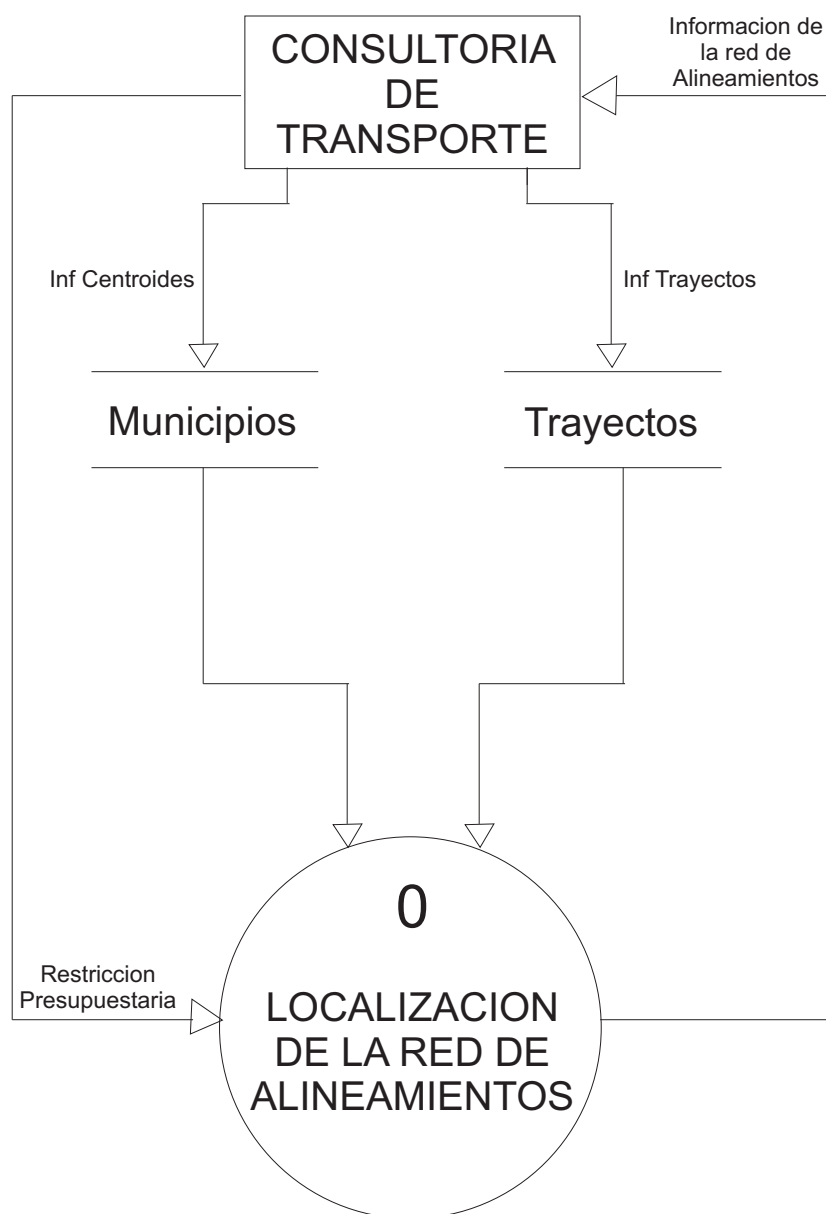 CONSULTORIA
DE
TRANSPORTE
Informacion de
la red de
Alineamientos
Inf Centroides
Inf Trayectos
Municipios
Trayectos
0
Restriccion
Presupuestaria
LOCALIZACION
DE LA RED DE
ALINEAMIENTOS